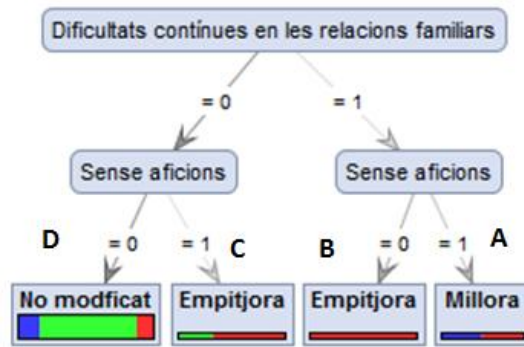 Dificultats contínues en les relacions familiars
= 0 = 1
Sense aficions Sense aficions
D = 0 = 1 C B = 0 = 1 A
No modficat Empitjora Empitjora Millora